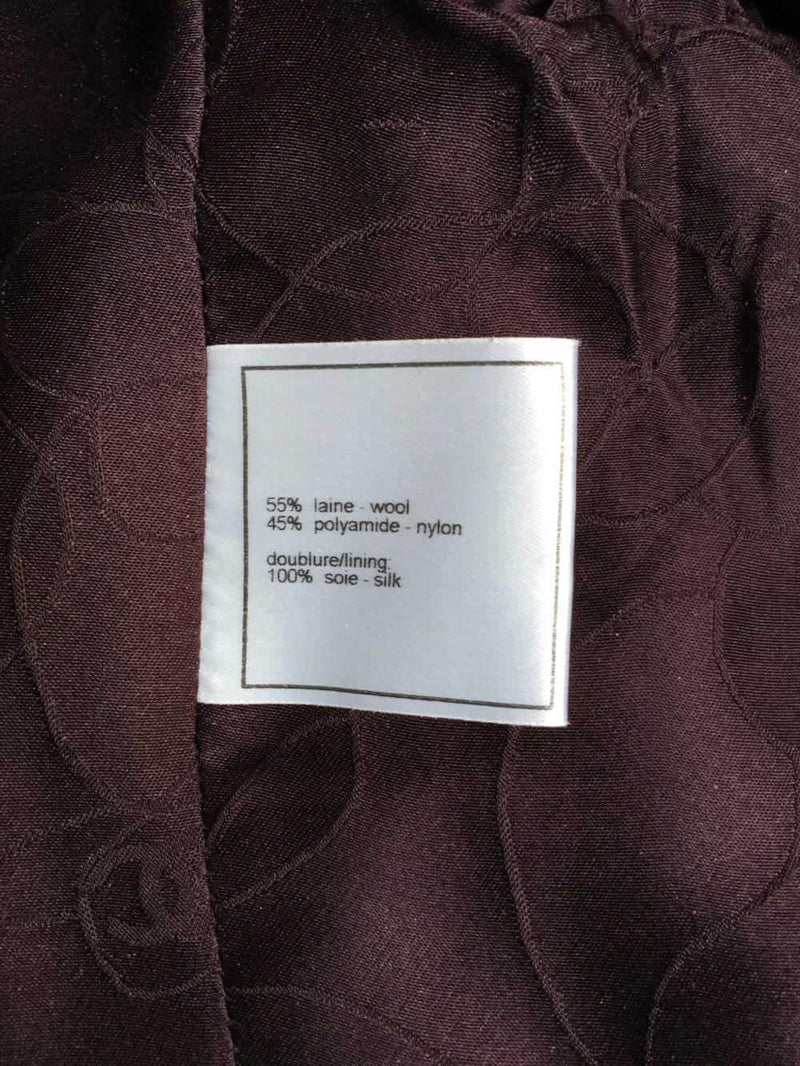 55% laine - wool
45% polyamide - nylon
doublure/lining:
100% soie - silk